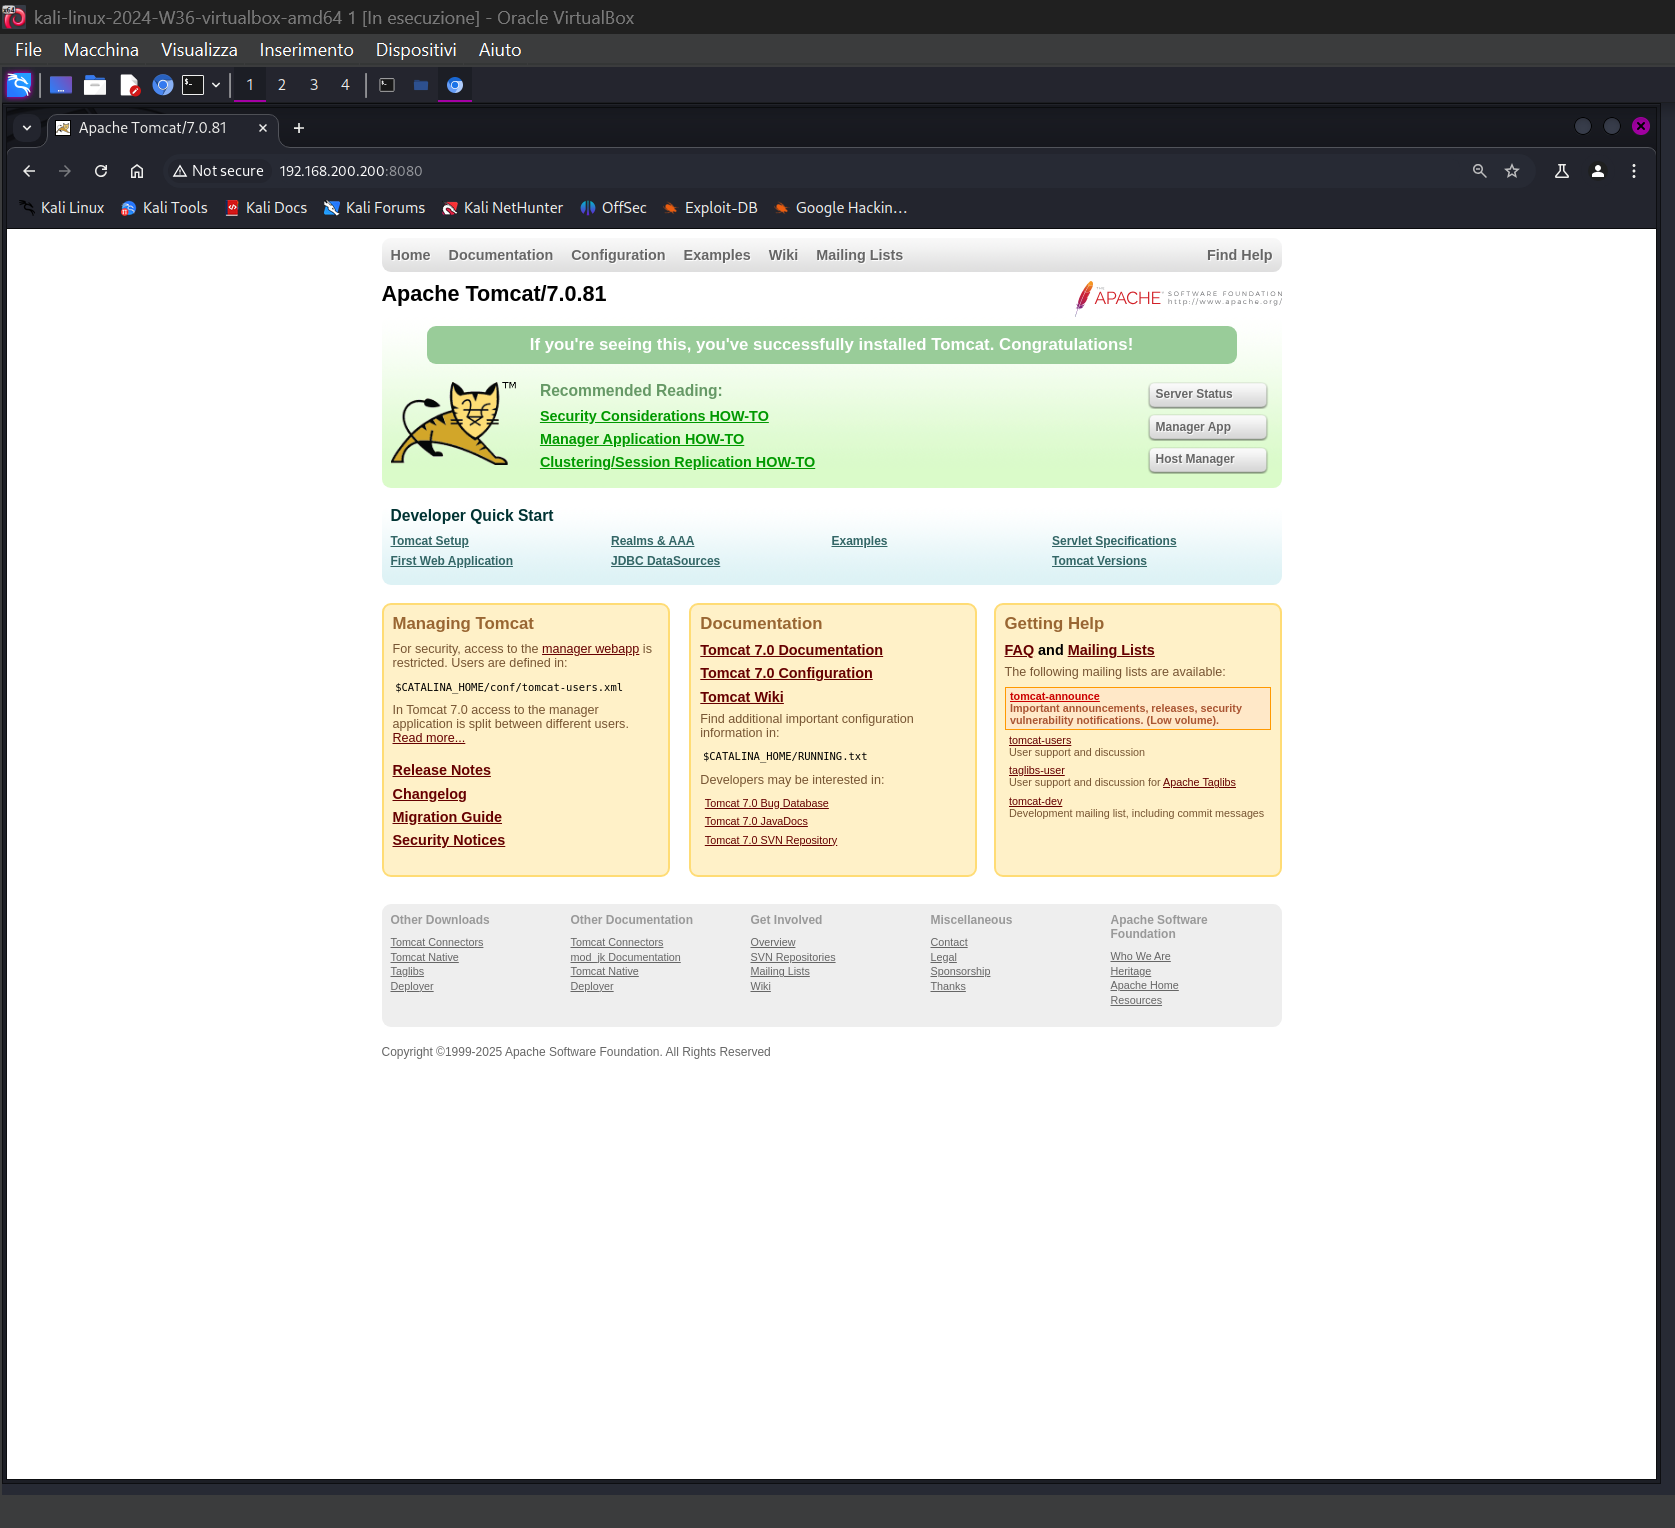 kali-linux-2024-W36-virtualbox-amd64 1 [In esecuzione] - Oracle VirtualBox
File Macchina Visualizza Inserimento Dispositivi Aiuto
1 2 3 4
Apache Tomcat/7.0.81
Not secure 192.168.200.200:8080
Kali Linux Kali Tools Kali Docs Kali Forums Kali NetHunter OffSec Exploit-DB Google Hackin...
Home Documentation Configuration Examples Wiki Mailing Lists Find Help
Apache Tomcat/7.0.81
APACHE SOFTWARE FOUNDATION
http://www.apache.org/
If you're seeing this, you've successfully installed Tomcat. Congratulations!
TM
Recommended Reading:
Security Considerations HOW-TO
Manager Application HOW-TO
Clustering/Session Replication HOW-TO
Server Status
Manager App
Host Manager
Developer Quick Start
Tomcat Setup Realms & AAA Examples Servlet Specifications
First Web Application JDBC DataSources Tomcat Versions
Managing Tomcat
For security, access to the manager webapp is
restricted. Users are defined in:
$CATALINA_HOME/conf/tomcat-users.xml
In Tomcat 7.0 access to the manager
application is split between different users.
Read more...
Release Notes
Changelog
Migration Guide
Security Notices
Documentation
Tomcat 7.0 Documentation
Tomcat 7.0 Configuration
Tomcat Wiki
Find additional important configuration
information in:
$CATALINA_HOME/RUNNING.txt
Developers may be interested in:
Tomcat 7.0 Bug Database
Tomcat 7.0 JavaDocs
Tomcat 7.0 SVN Repository
Getting Help
FAQ and Mailing Lists
The following mailing lists are available:
tomcat-announce
Important announcements, releases, security
vulnerability notifications. (Low volume).
tomcat-users
User support and discussion
taglibs-user
User support and discussion for Apache Taglibs
tomcat-dev
Development mailing list, including commit messages
Other Downloads
Tomcat Connectors
Tomcat Native
Taglibs
Deployer
Other Documentation
Tomcat Connectors
mod_jk Documentation
Tomcat Native
Deployer
Get Involved
Overview
SVN Repositories
Mailing Lists
Wiki
Miscellaneous
Contact
Legal
Sponsorship
Thanks
Apache Software
Foundation
Who We Are
Heritage
Apache Home
Resources
Copyright ©1999-2025 Apache Software Foundation. All Rights Reserved